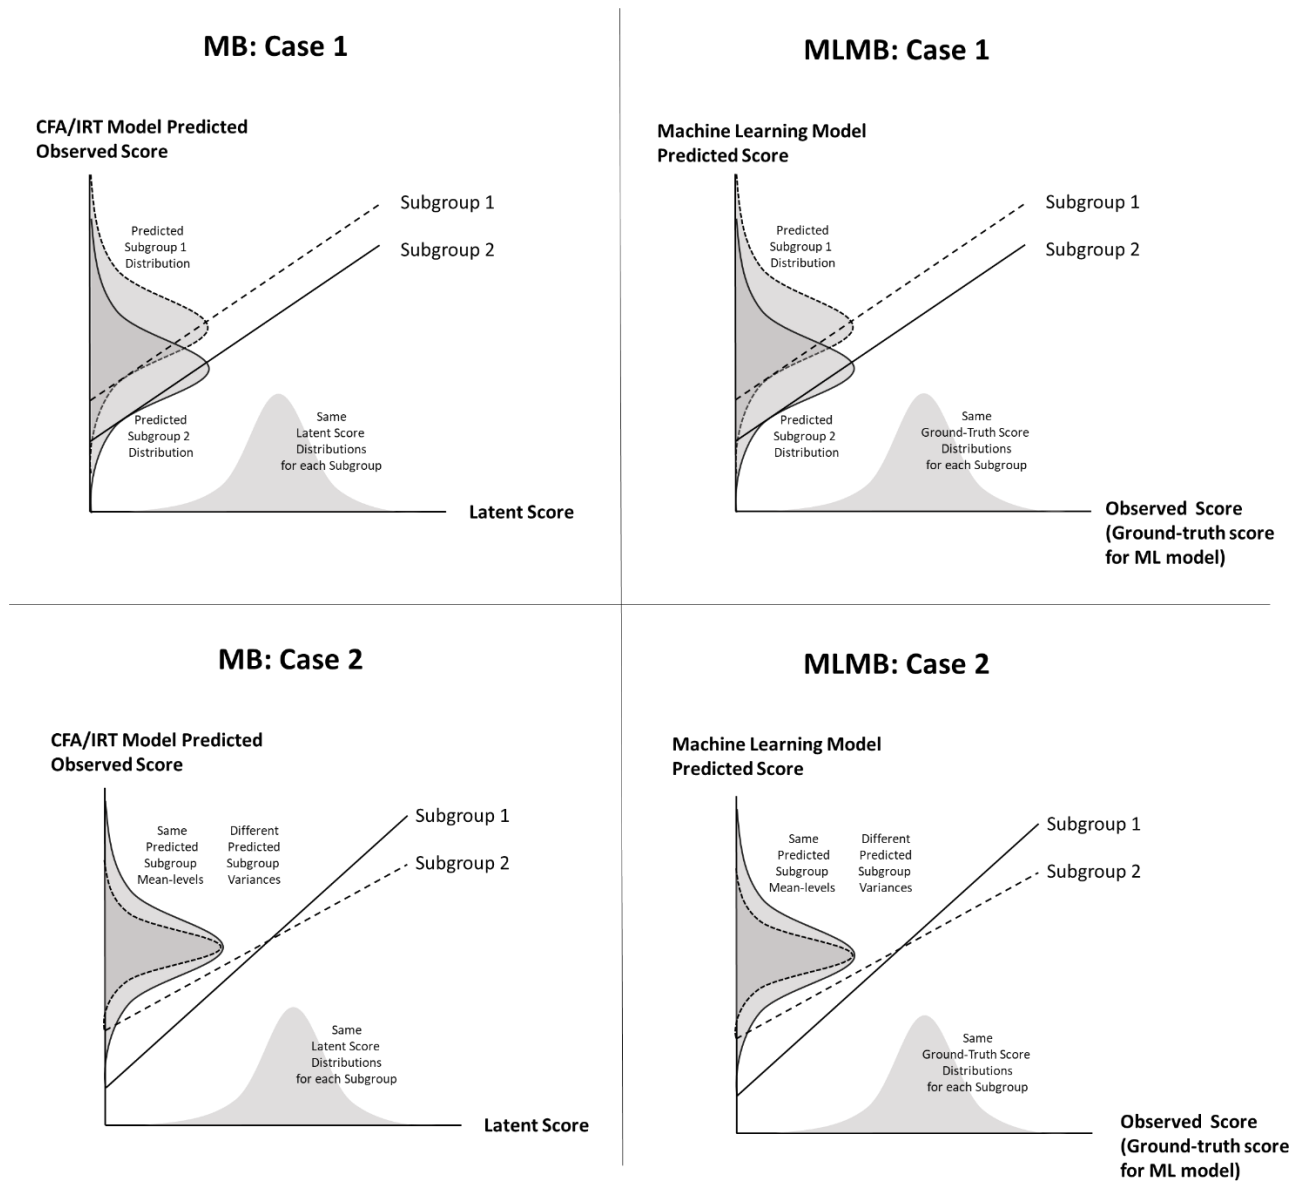 MB: Case 1
CFA/IRT Model Predicted
Observed Score
Subgroup 1
Subgroup 2
Predicted
Subgroup 1
Distribution
Predicted
Subgroup 2
Distribution
Same
Latent Score
Distributions
for each Subgroup
Latent Score
MLMB: Case 1
Machine Learning Model
Predicted Score
Subgroup 1
Subgroup 2
Predicted
Subgroup 1
Distribution
Predicted
Subgroup 2
Distribution
Same
Ground-Truth Score
Distributions
for each Subgroup
Observed Score
(Ground-truth score
for ML model)
MB: Case 2
CFA/IRT Model Predicted
Observed Score
Subgroup 1
Subgroup 2
Same
Predicted
Subgroup
Mean-levels
Different
Predicted
Subgroup
Variances
Same
Latent Score
Distributions
for each Subgroup
Latent Score
MLMB: Case 2
Machine Learning Model
Predicted Score
Subgroup 1
Subgroup 2
Same
Predicted
Subgroup
Mean-levels
Different
Predicted
Subgroup
Variances
Same
Ground-Truth Score
Distributions
for each Subgroup
Observed Score
(Ground-truth score
for ML model)